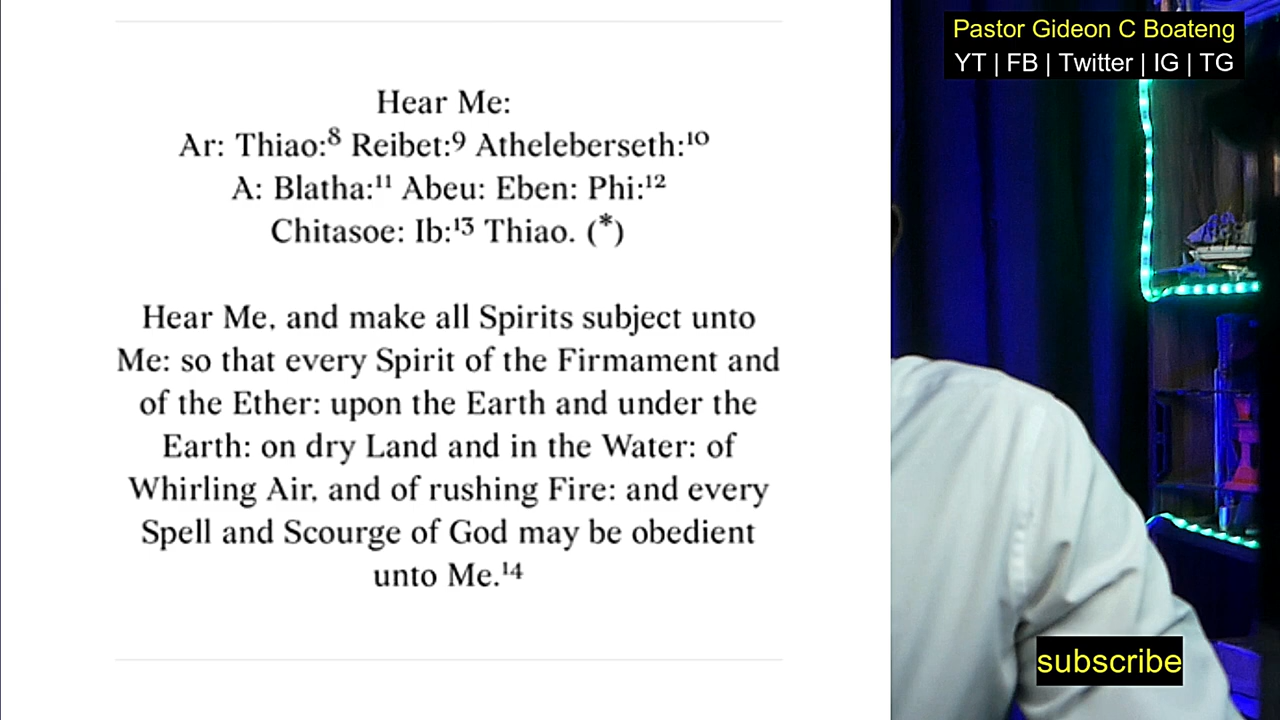 Hear Me:
Ar: Thiao:⁸ Reibet:⁹ Atheleberseth:¹⁰
A: Blatha:¹¹ Abeu: Eben: Phi:¹²
Chitasoe: Ib:¹³ Thiao. (*)
Hear Me, and make all Spirits subject unto
Me: so that every Spirit of the Firmament and
of the Ether: upon the Earth and under the
Earth: on dry Land and in the Water: of
Whirling Air, and of rushing Fire: and every
Spell and Scourge of God may be obedient
unto Me.¹⁴
Pastor Gideon C Boateng
YT | FB | Twitter | IG | TG
subscribe